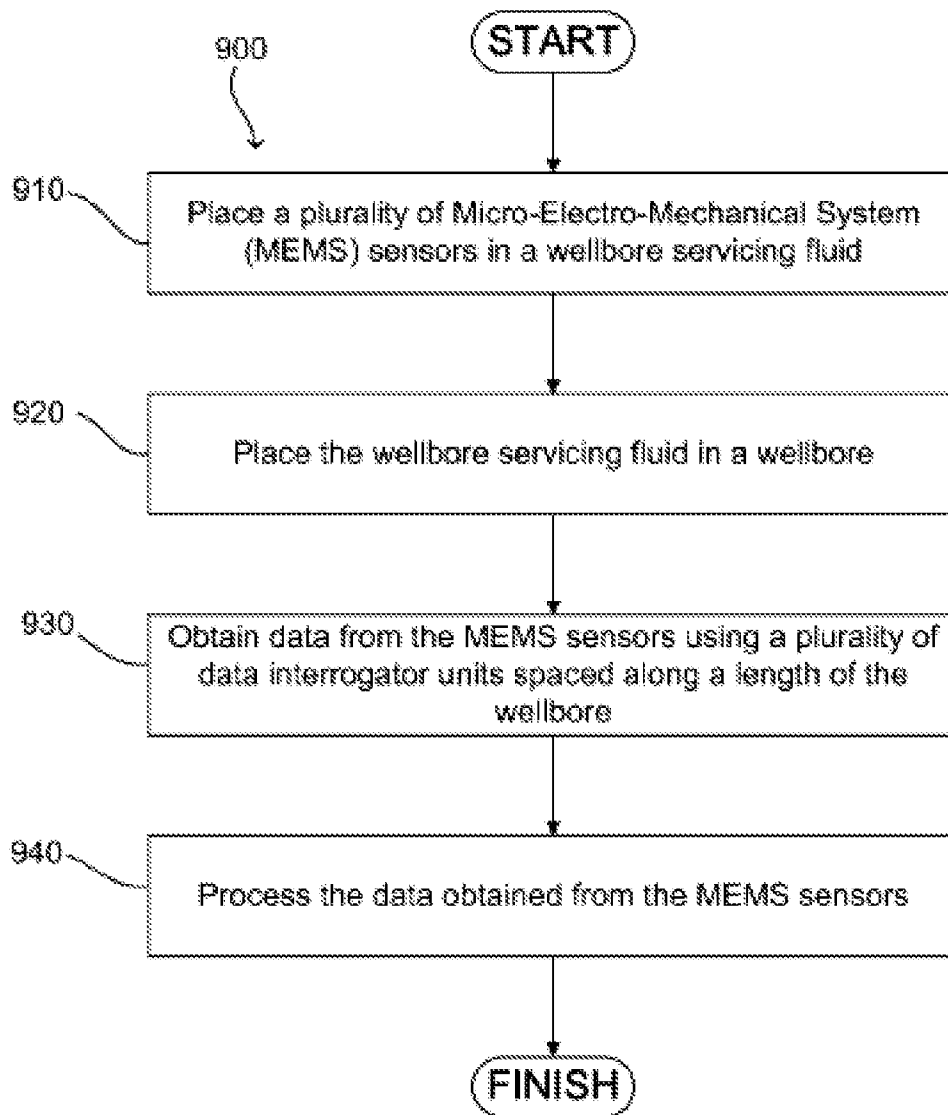 START
900
910
Place a plurality of Micro-Electro-Mechanical System
(MEMS) sensors in a wellbore servicing fluid
920
Place the wellbore servicing fluid in a wellbore
930
Obtain data from the MEMS sensors using a plurality of
data interrogator units spaced along a length of the
wellbore
940
Process the data obtained from the MEMS sensors
FINISH